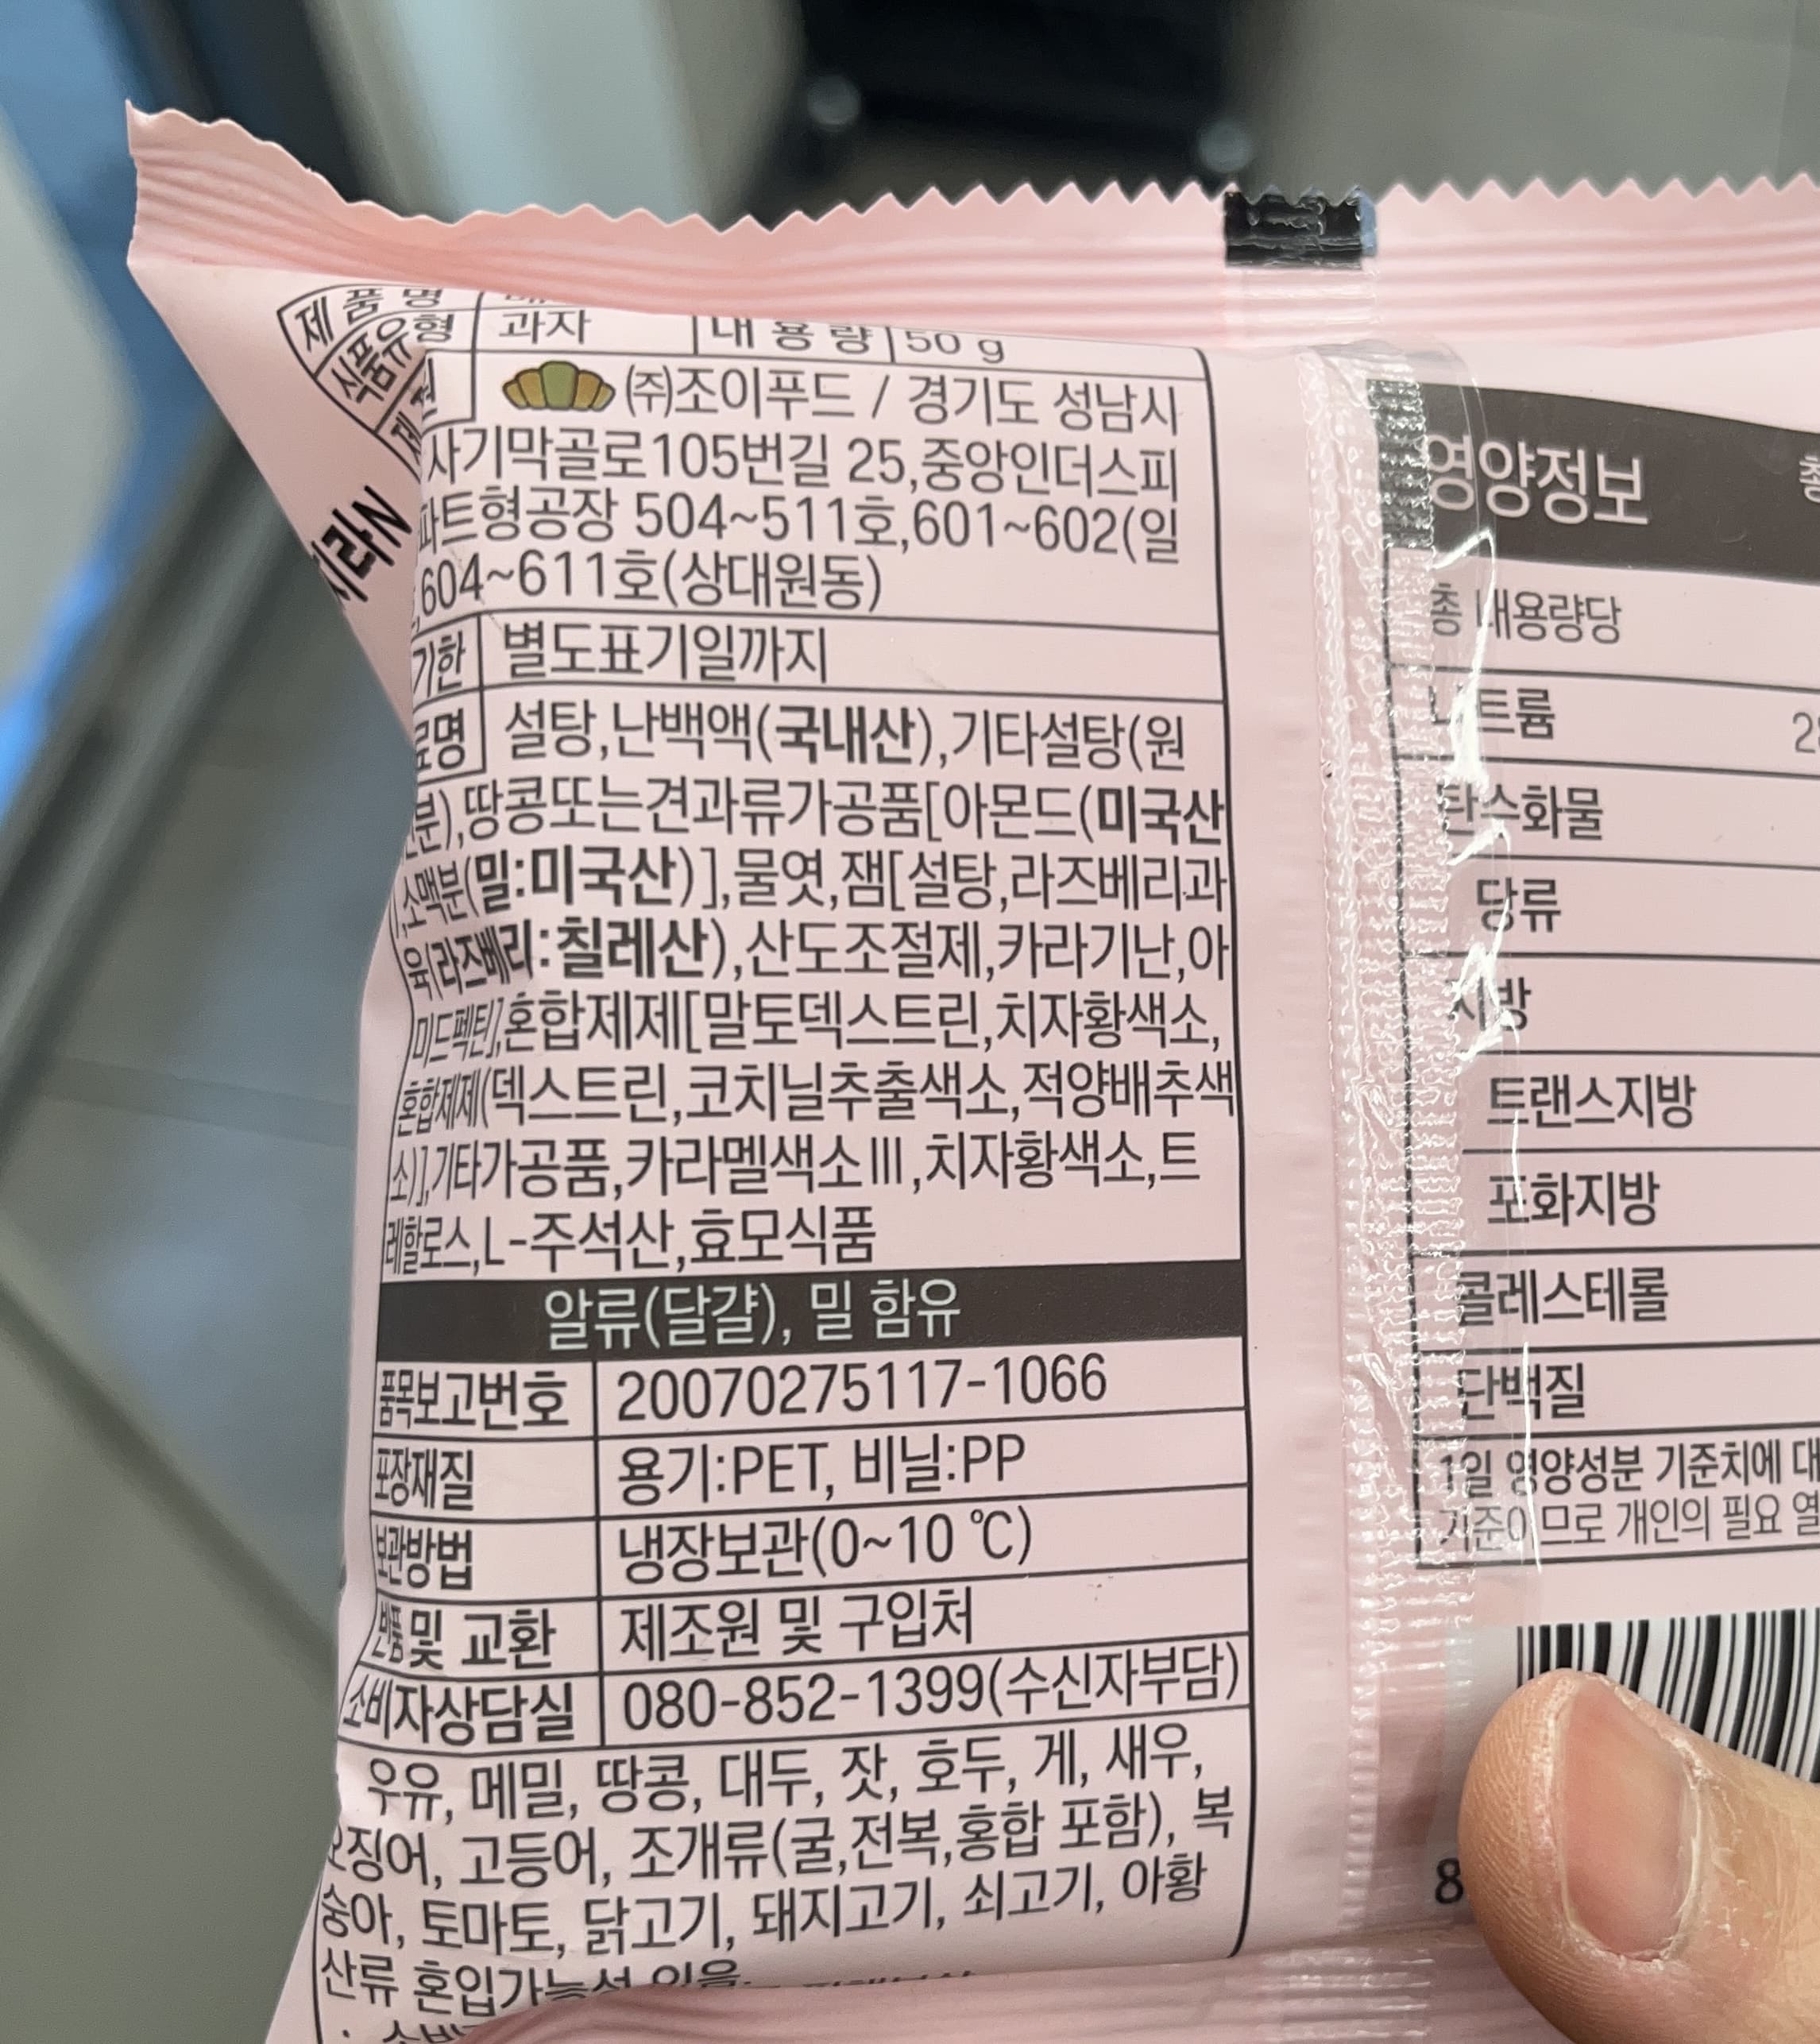 제품명
식품유형 과자 내용량 50 g
(주)조이푸드 / 경기도 성남시
사기막골로105번길 25,중앙인더스피
파트형공장 504~511호,601~602(일
604~611호(상대원동)
기한 별도표기일까지
료명 설탕,난백액(국내산),기타설탕(원
분),땅콩또는견과류가공품[아몬드(미국산
소맥분(밀:미국산)],물엿,잼[설탕,라즈베리과
육(라즈베리:칠레산),산도조절제,카라기난,아
미드펙틴],혼합제제[말토덱스트린,치자황색소,
혼합제제(덱스트린,코치닐추출색소,적양배추색
소)],기타가공품,카라멜색소III,치자황색소,트
레할로스,L-주석산,효모식품
알류(달걀), 밀 함유
품목보고번호 20070275117-1066
포장재질 용기:PET, 비닐:PP
보관방법 냉장보관(0~10 ℃)
반품 및 교환 제조원 및 구입처
소비자상담실 080-852-1399(수신자부담)
우유, 메밀, 땅콩, 대두, 잣, 호두, 게, 새우,
오징어, 고등어, 조개류(굴,전복,홍합 포함), 복
숭아, 토마토, 닭고기, 돼지고기, 쇠고기, 아황
산류 혼입가능성 있음.
영양정보 총
총 내용량당
나트륨 2
탄수화물
당류
지방
트랜스지방
포화지방
콜레스테롤
단백질
1일 영양성분 기준치에 대
기준이므로 개인의 필요 열
8